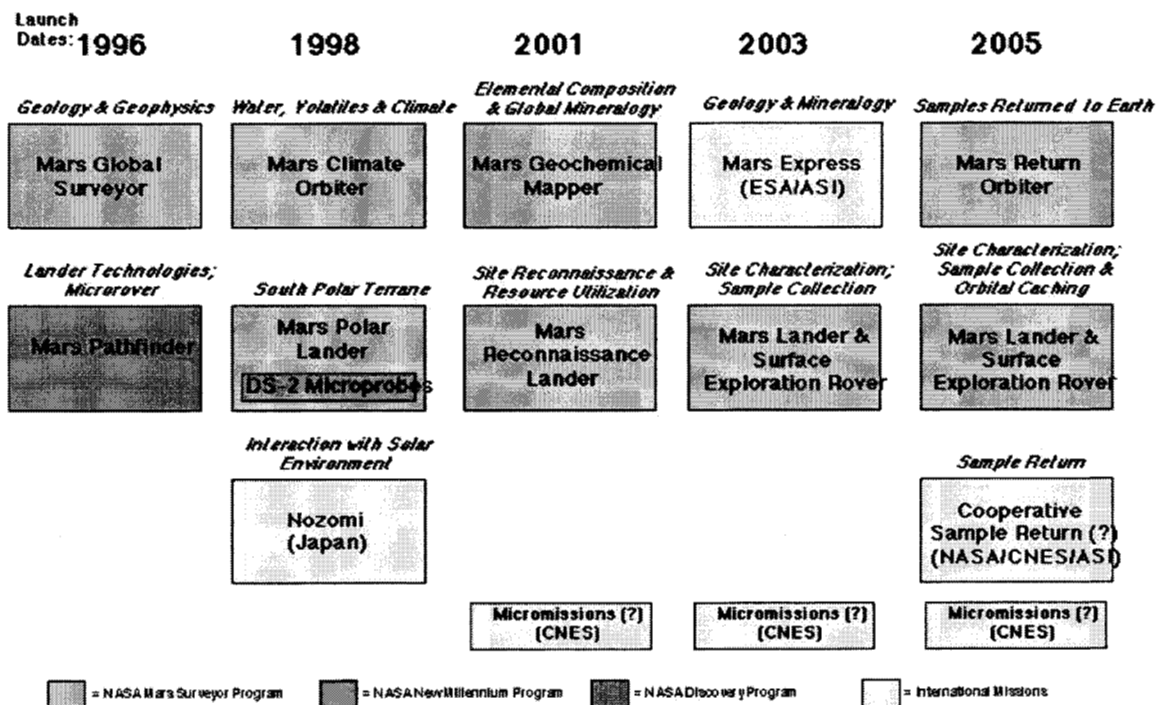 Launch
Dates: 1996 1998 2001 2003 2005
Geology & Geophysics
Mars Global
Surveyor
Water, Volatiles & Climate
Mars Climate
Orbiter
Elemental Composition
& Global Mineralogy
Mars Geochemical
Mapper
Geology & Mineralogy
Mars Express
(ESA/ASI)
Samples Returned to Earth
Mars Return
Orbiter
Lander Technologies;
Microrover
Mars Pathfinder
South Polar Terrane
Mars Polar
Lander
DS-2 Microprobes
Site Reconnaissance &
Resource Utilization
Mars
Reconnaissance
Lander
Site Characterization;
Sample Collection
Mars Lander &
Surface
Exploration Rover
Site Characterization;
Sample Collection &
Orbital Caching
Mars Lander &
Surface
Exploration Rover
Interaction with Solar
Environment
Nozomi
(Japan)
Sample Return
Cooperative
Sample Return (?)
(NASA/CNES/ASI)
Micromissions (?)
(CNES)
Micromissions (?)
(CNES)
Micromissions (?)
(CNES)
= NASA Mars Surveyor Program
= NASA New Millennium Program
= NASA Discovery Program
= International Missions